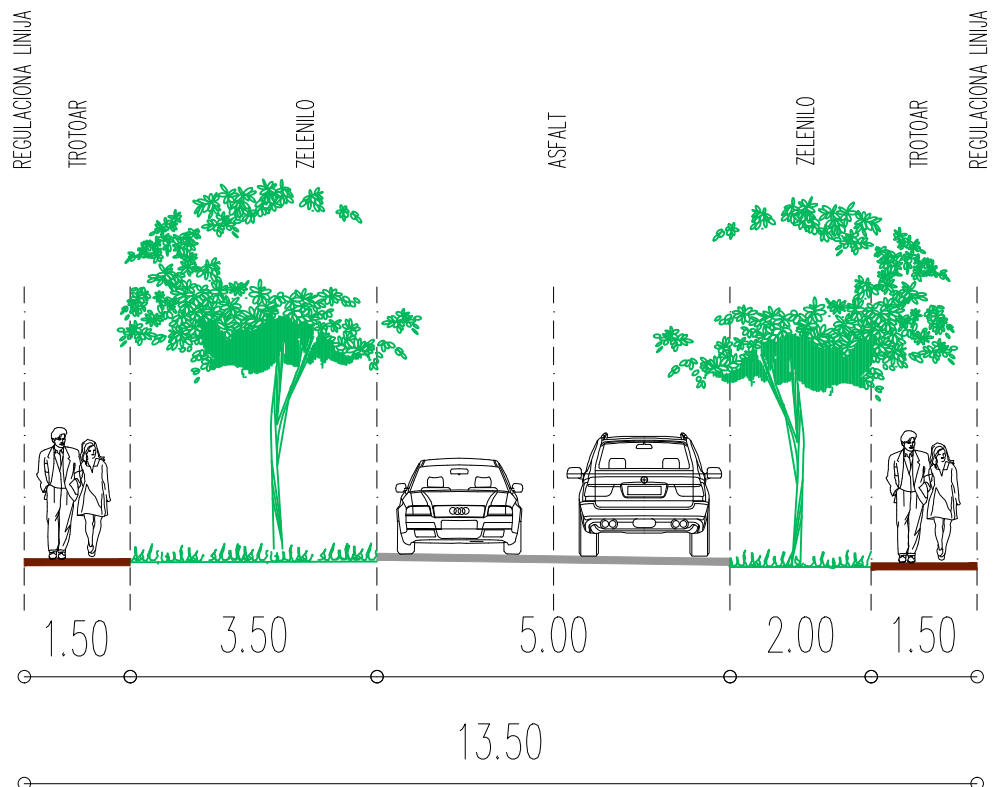 REGULACIONA LINIJA
TROTOAR
ZELENILO
ASFALT
ZELENILO
TROTOAR
REGULACIONA LINIJA
1.50
3.50
5.00
2.00
1.50
13.50